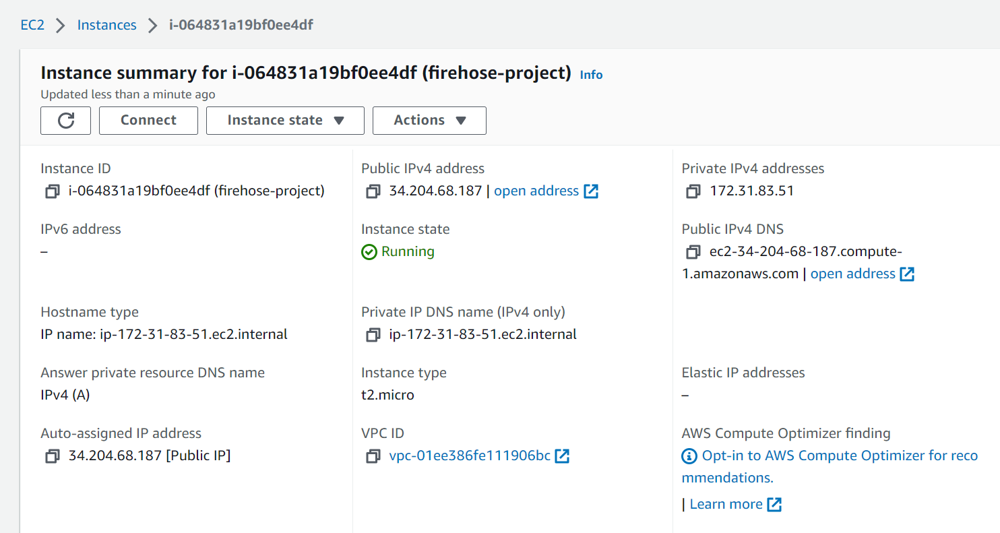 EC2 > Instances > i-064831a19bf0ee4df
Instance summary for i-064831a19bf0ee4df (firehose-project) Info
Updated less than a minute ago
Connect
Instance state
Actions
Instance ID
i-064831a19bf0ee4df (firehose-project)
Public IPv4 address
34.204.68.187 | open address
Private IPv4 addresses
172.31.83.51
IPv6 address
–
Instance state
Running
Public IPv4 DNS
ec2-34-204-68-187.compute-
1.amazonaws.com | open address
Hostname type
IP name: ip-172-31-83-51.ec2.internal
Private IP DNS name (IPv4 only)
ip-172-31-83-51.ec2.internal
Answer private resource DNS name
IPv4 (A)
Instance type
t2.micro
Elastic IP addresses
–
Auto-assigned IP address
34.204.68.187 [Public IP]
VPC ID
vpc-01ee386fe111906bc
AWS Compute Optimizer finding
Opt-in to AWS Compute Optimizer for reco
mmendations.
| Learn more